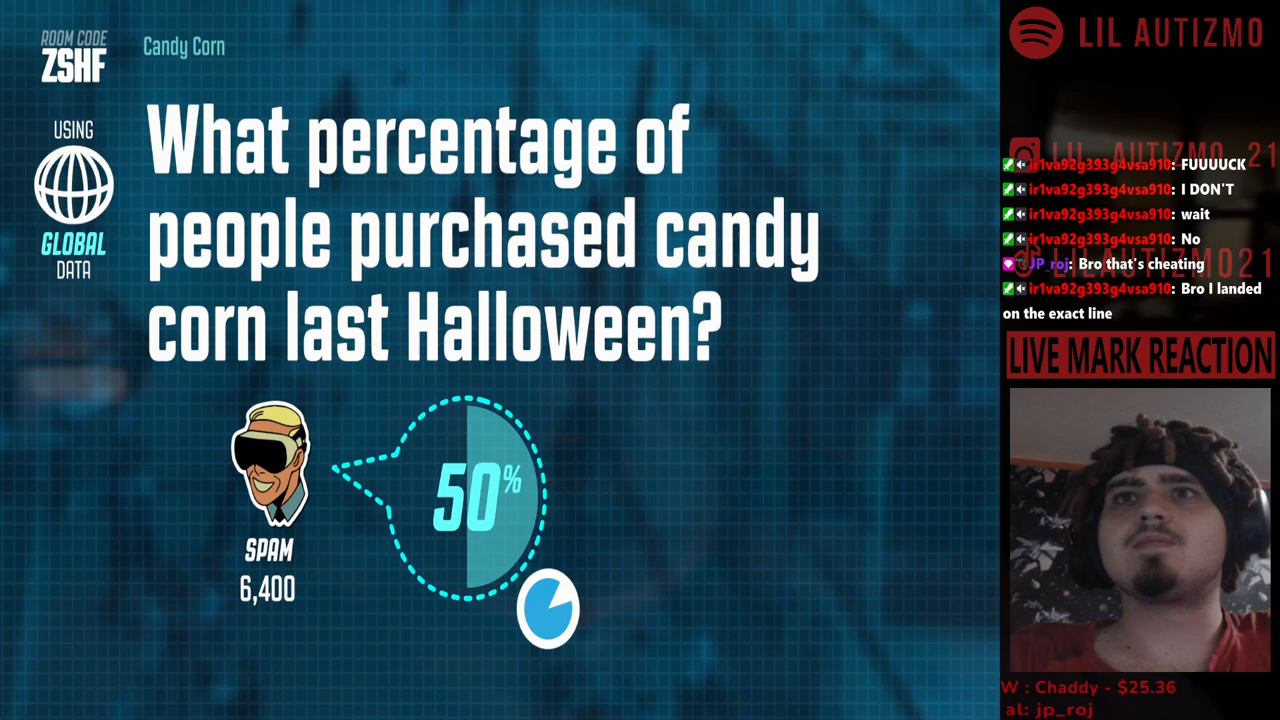 ROOM CODE
ZSHF
Candy Corn
USING
GLOBAL
DATA
What percentage of
people purchased candy
corn last Halloween?
50%
SPAM
6,400
LIL AUTIZMO
LIL_AUTIZMO_21
LILAUTIZMO21
ir1va92g393g4vsa910: FUUUUCK
ir1va92g393g4vsa910: I DON'T
ir1va92g393g4vsa910: wait
ir1va92g393g4vsa910: No
JP_roj: Bro that's cheating
ir1va92g393g4vsa910: Bro I landed
on the exact line
LIVE MARK REACTION
W : Chaddy - $25.36
al: jp_roj